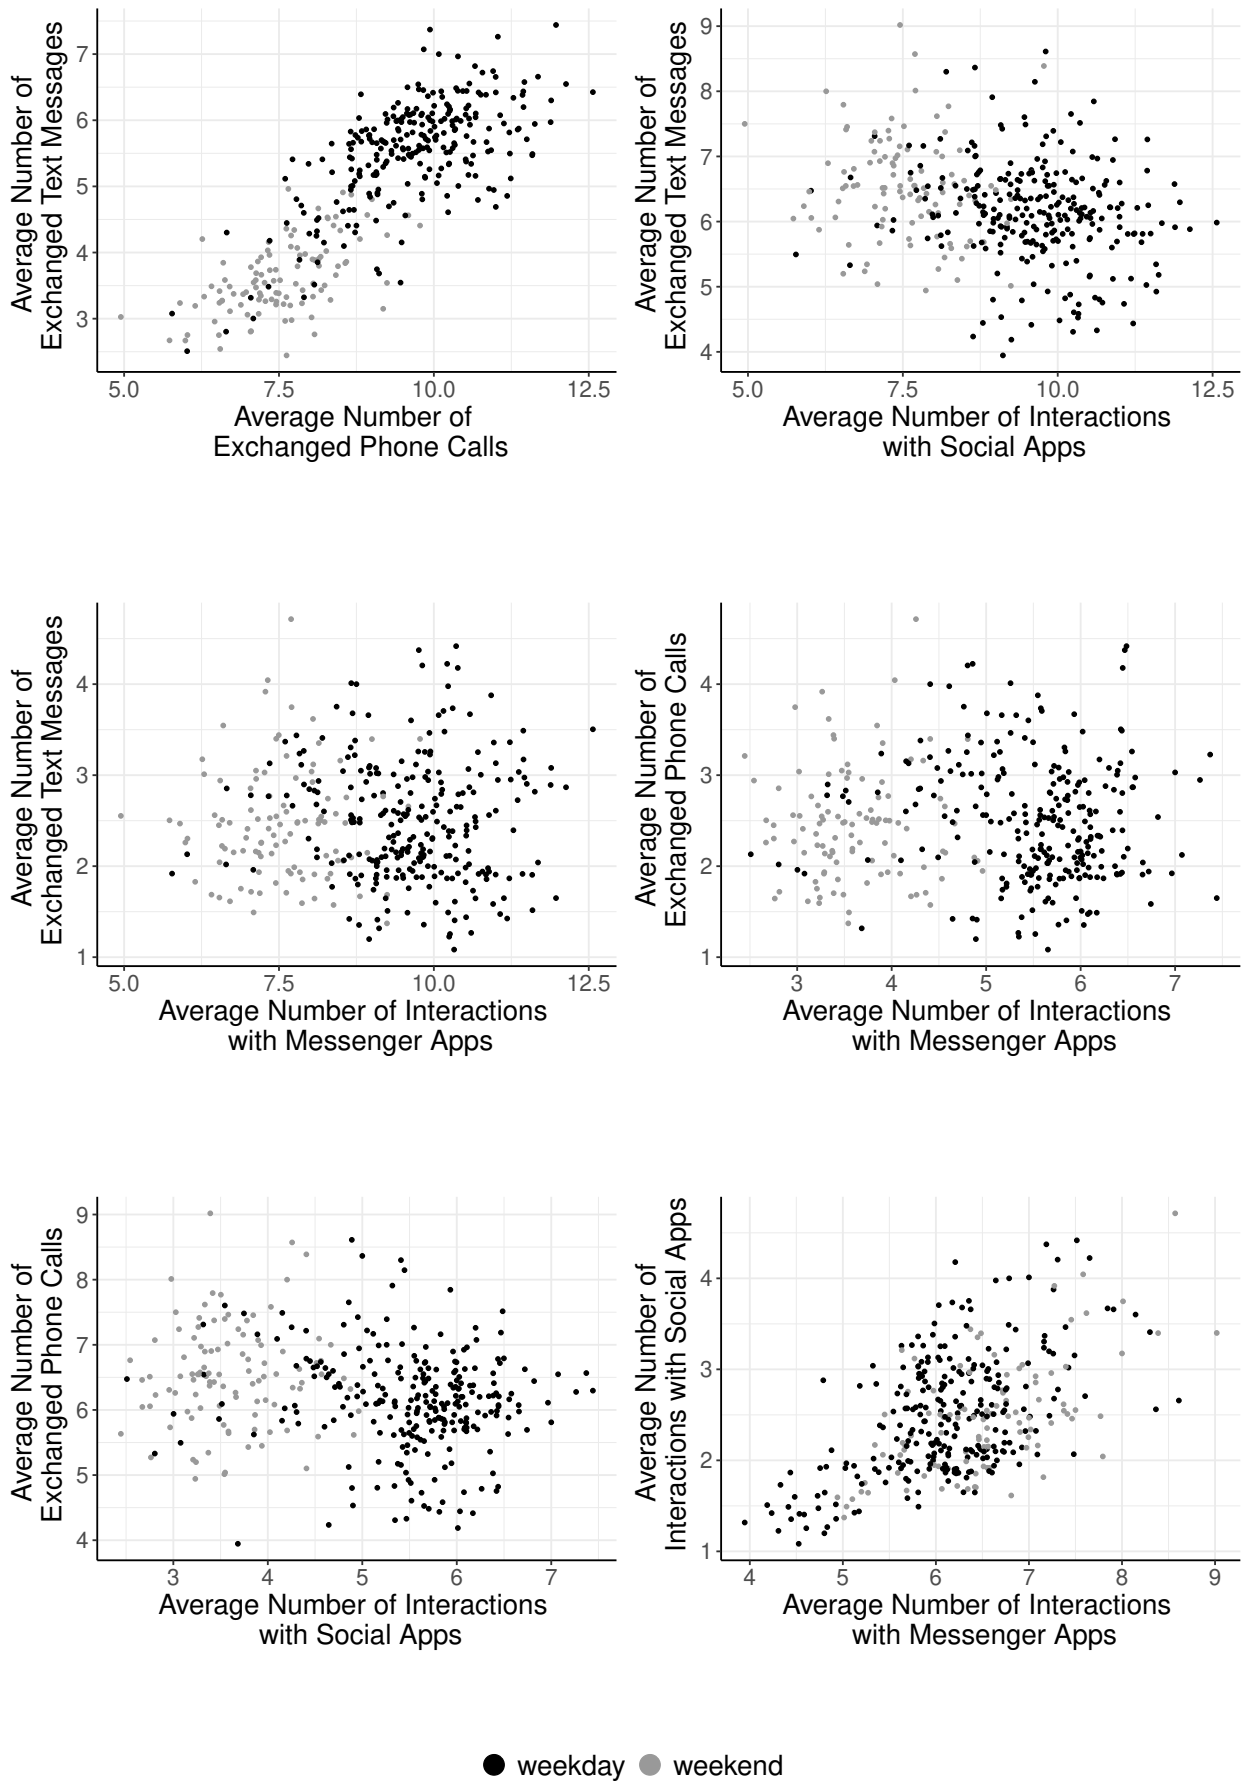 Average Number of
Exchanged Text Messages
7
6
5
4
3
5.0 7.5 10.0 12.5
Average Number of
Exchanged Phone Calls
Average Number of
Exchanged Text Messages
9
8
7
6
5
4
5.0 7.5 10.0 12.5
Average Number of Interactions
with Social Apps
Average Number of
Exchanged Text Messages
4
3
2
1
5.0 7.5 10.0 12.5
Average Number of Interactions
with Messenger Apps
Average Number of
Exchanged Phone Calls
4
3
2
1
3 4 5 6 7
Average Number of Interactions
with Messenger Apps
Average Number of
Exchanged Phone Calls
9
8
7
6
5
4
3 4 5 6 7
Average Number of Interactions
with Social Apps
Average Number of
Interactions with Social Apps
4
3
2
1
4 5 6 7 8 9
Average Number of Interactions
with Messenger Apps
weekday weekend